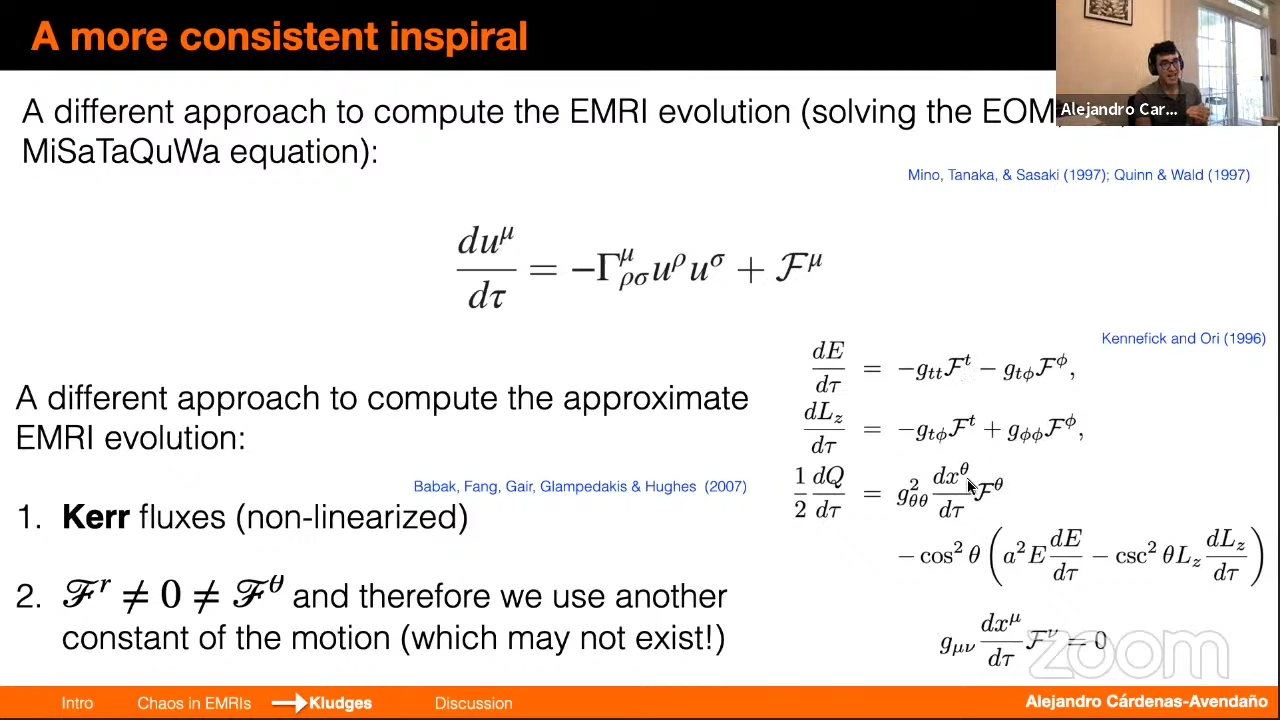 A more consistent inspiral
Alejandro Car...
A different approach to compute the EMRI evolution (solving the EOM
MiSaTaQuWa equation):
Mino, Tanaka, & Sasaki (1997); Quinn & Wald (1997)
du^μ/dτ = −Γ^μ_ρσ u^ρ u^σ + ℱ^μ
Kennefick and Ori (1996)
dE/dτ = −g_tt ℱ^t − g_tϕ ℱ^ϕ,
dL_z/dτ = −g_tϕ ℱ^t + g_ϕϕ ℱ^ϕ,
1/2 dQ/dτ = g²_θθ dx^θ/dτ ℱ^θ
− cos² θ (a² E dE/dτ − csc² θ L_z dL_z/dτ)
g_μν dx^μ/dτ ℱ^ν = 0
A different approach to compute the approximate
EMRI evolution:
Babak, Fang, Gair, Glampedakis & Hughes (2007)
1. Kerr fluxes (non-linearized)
2. ℱ^r ≠ 0 ≠ ℱ^θ and therefore we use another
constant of the motion (which may not exist!)
zoom
Intro Chaos in EMRIs → Kludges Discussion Alejandro Cárdenas-Avendaño